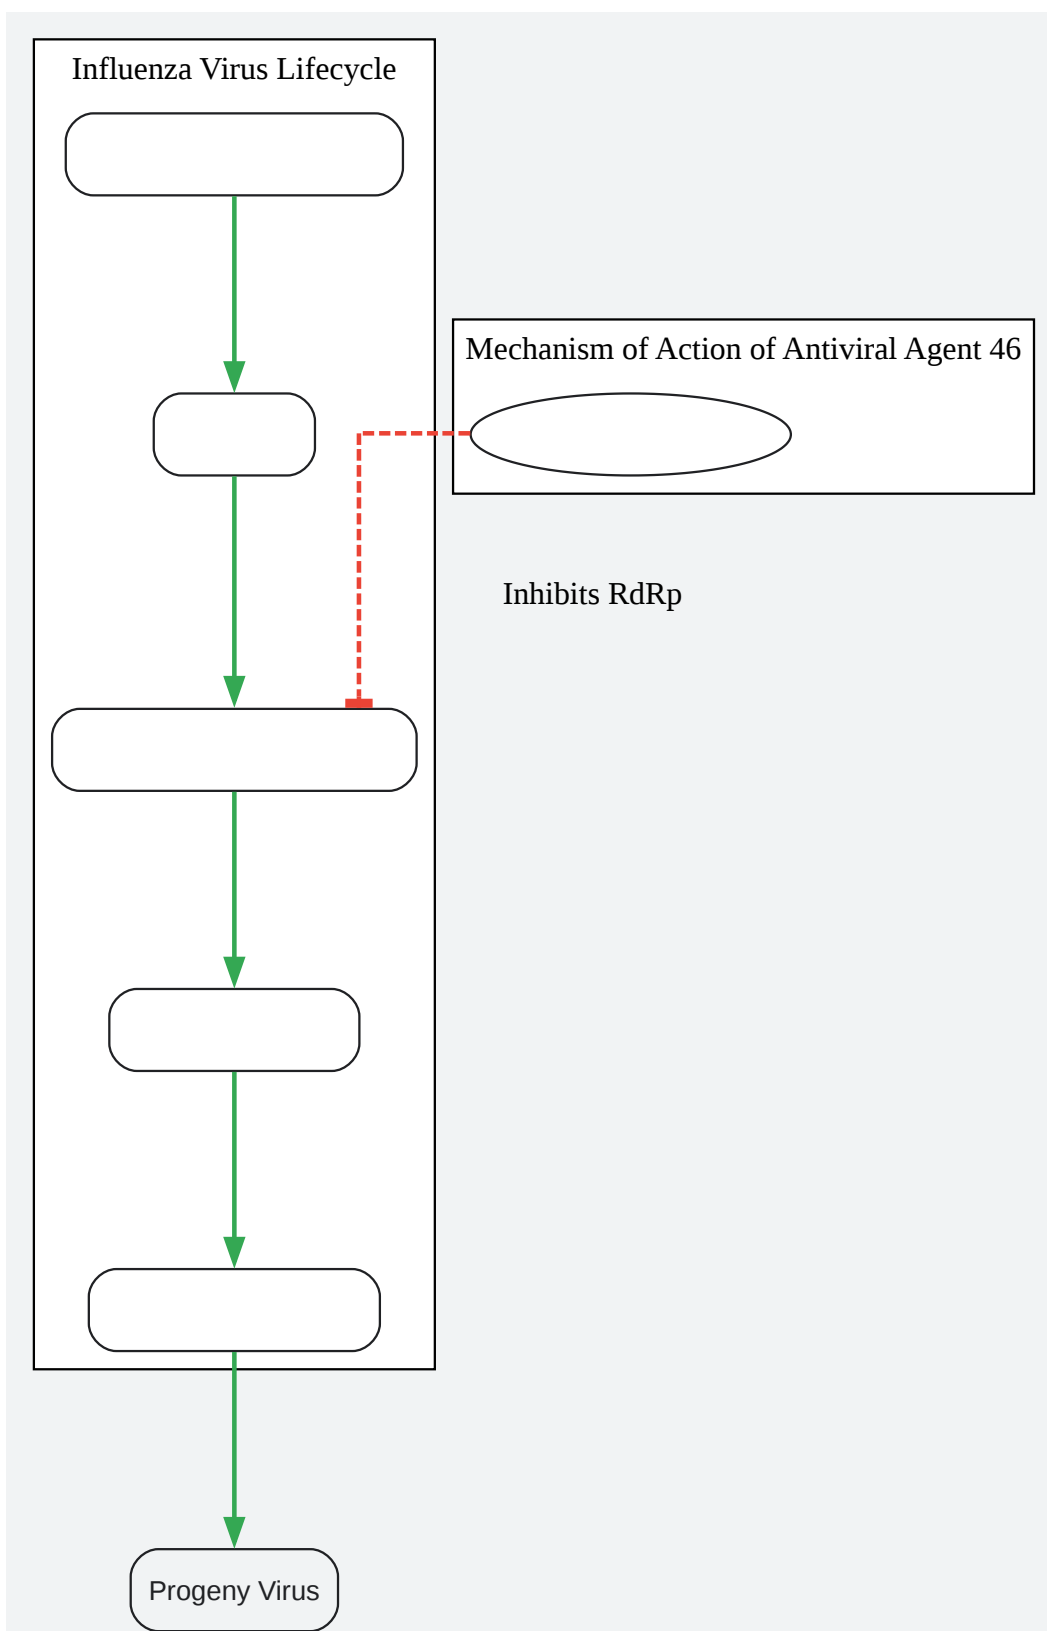 Influenza Virus Lifecycle
Mechanism of Action of Antiviral Agent 46
Inhibits RdRp
Progeny Virus